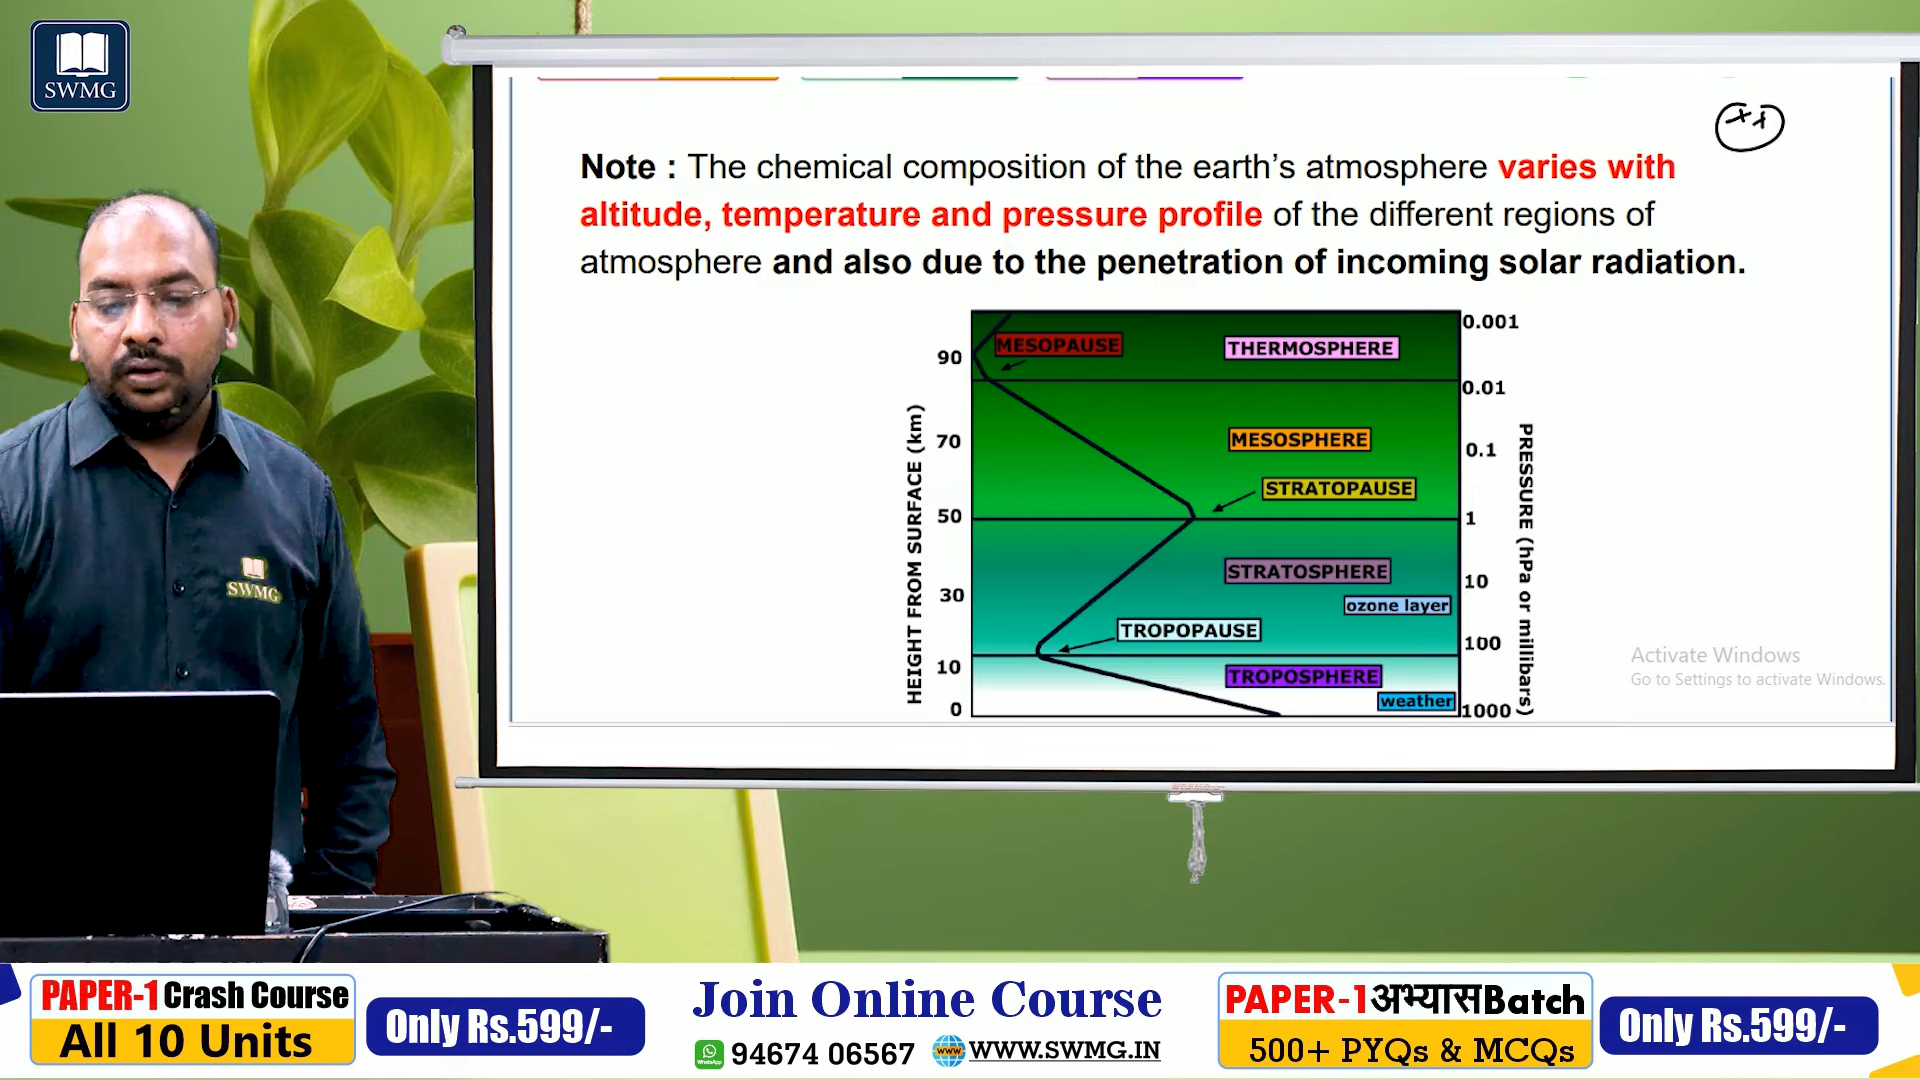 SWMG
Note : The chemical composition of the earth’s atmosphere varies with
altitude, temperature and pressure profile of the different regions of
atmosphere and also due to the penetration of incoming solar radiation.
HEIGHT FROM SURFACE (km)
90
70
50
30
10
0
MESOPAUSE
THERMOSPHERE
MESOSPHERE
STRATOPAUSE
STRATOSPHERE
ozone layer
TROPOPAUSE
TROPOSPHERE
weather
0.001
0.01
0.1
1
10
100
1000
PRESSURE (hPa or millibars)
Activate Windows
Go to Settings to activate Windows.
SWMG
PAPER-1 Crash Course
All 10 Units
Only Rs.599/-
Join Online Course
94674 06567 WWW.SWMG.IN
PAPER-1 अभ्यास Batch
500+ PYQs & MCQs
Only Rs.599/-